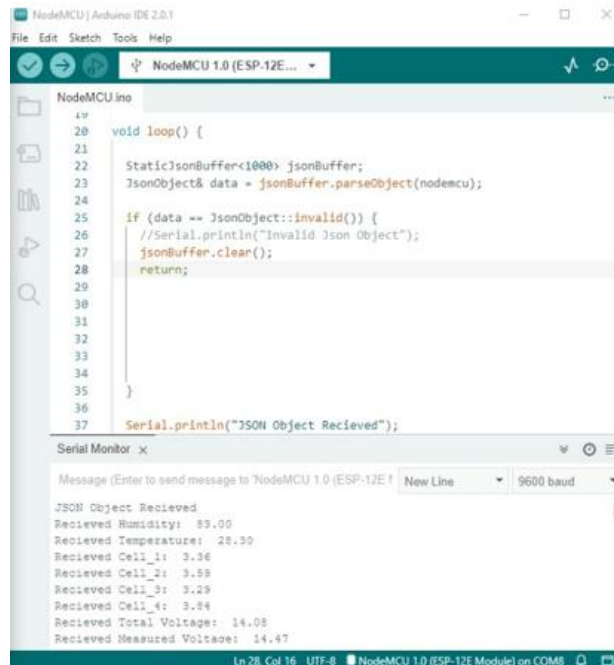 NodeMCU | Arduino IDE 2.0.1
File Edit Sketch Tools Help
NodeMCU 1.0 (ESP-12E...
NodeMCU.ino
19
20 void loop() {
21
22 StaticJsonBuffer<1000> jsonBuffer;
23 JsonObject& data = jsonBuffer.parseObject(nodemcu);
24
25 if (data == JsonObject::invalid()) {
26 //Serial.println("Invalid Json Object");
27 jsonBuffer.clear();
28 return;
29
30
31
32
33
34
35 }
36
37 Serial.println("JSON Object Recieved");
Serial Monitor x
Message (Enter to send message to 'NodeMCU 1.0 (ESP-12E M New Line 9600 baud
JSON Object Recieved
Recieved Humidity: 83.00
Recieved Temperature: 28.30
Recieved Cell_1: 3.36
Recieved Cell_2: 3.59
Recieved Cell_3: 3.29
Recieved Cell_4: 3.84
Recieved Total Voltage: 14.08
Recieved Measured Voltage: 14.47
Ln 28, Col 16 UTF-8 NodeMCU 1.0 (ESP-12E Module) on COM8